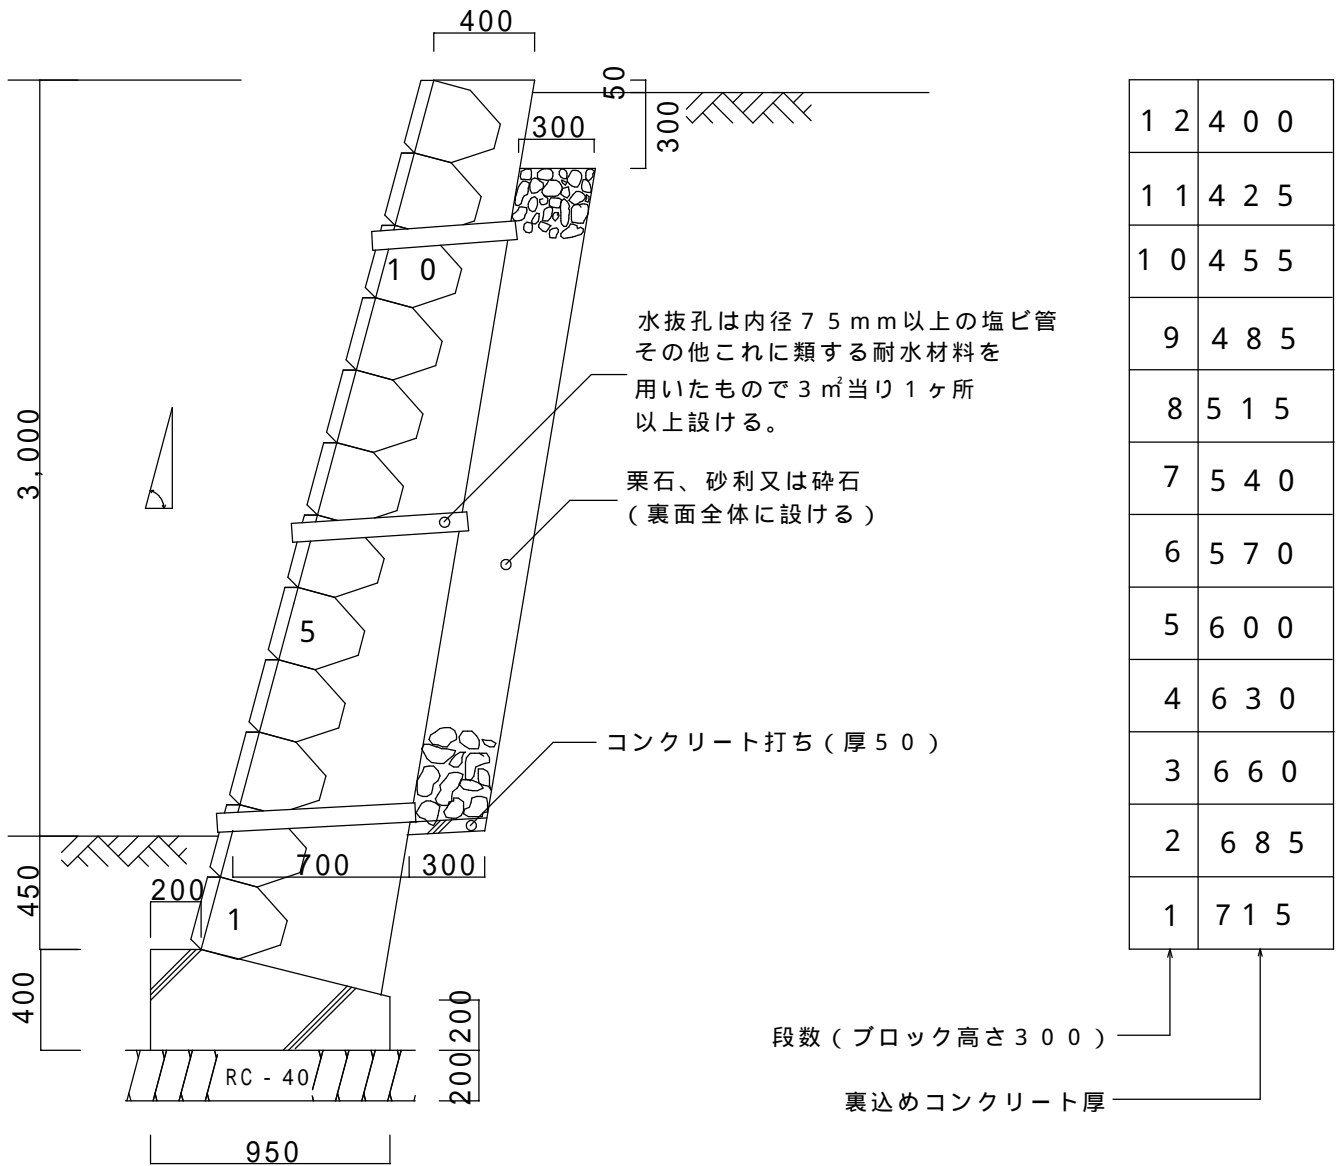 400
50
300
300
12 400
11 425
10 455
9 485
8 515
7 540
6 570
5 600
4 630
3 660
2 685
1 715
10
水抜孔は内径75mm以上の塩ビ管
その他これに類する耐水材料を
用いたもので3㎡当り1ヶ所
以上設ける。
3,000
栗石、砂利又は砕石
(裏面全体に設ける)
5
コンクリート打ち(厚50)
700
300
450
200
1
400
200
200
RC-40
段数(ブロック高さ300)
裏込めコンクリート厚
950